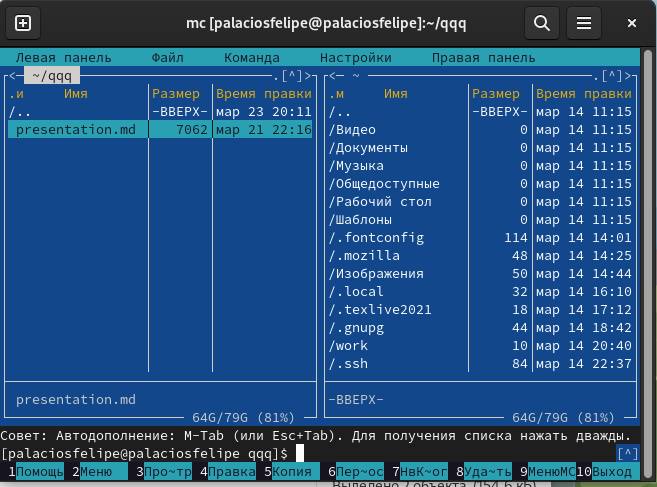 mc [palaciosfelipe@palaciosfelipe]:~/qqq
Левая панель Файл Команда Настройки Правая панель
<─ ~/qqq .[^]> <─ ~ .[^]>
.и Имя Размер Время правки .м Имя Размер Время правки
/.. -ВВЕРХ- мар 23 20:11 /.. -ВВЕРХ- мар 14 11:15
presentation.md 7062 мар 21 22:16 /Видео 0 мар 14 11:15
/Документы 0 мар 14 11:15
/Музыка 0 мар 14 11:15
/Общедоступные 0 мар 14 11:15
/Рабочий стол 0 мар 14 11:15
/Шаблоны 0 мар 14 11:15
/.fontconfig 114 мар 14 14:01
/.mozilla 48 мар 14 14:25
/Изображения 50 мар 14 14:44
/.local 32 мар 14 16:10
/.texlive2021 18 мар 14 17:12
/.gnupg 44 мар 14 18:42
/work 10 мар 14 20:40
/.ssh 84 мар 14 22:37
presentation.md -ВВЕРХ-
64G/79G (81%) 64G/79G (81%)
Совет: Автодополнение: M-Tab (или Esc+Tab). Для получения списка нажать дважды.
[palaciosfelipe@palaciosfelipe qqq]$ [^]
1Помощь 2Меню 3Про~тр 4Правка 5Копия 6Пер~ос 7НвК~ог 8Уда~ть 9МенюMC 10Выход
Выделено 2 объекта (154,6 кБ)